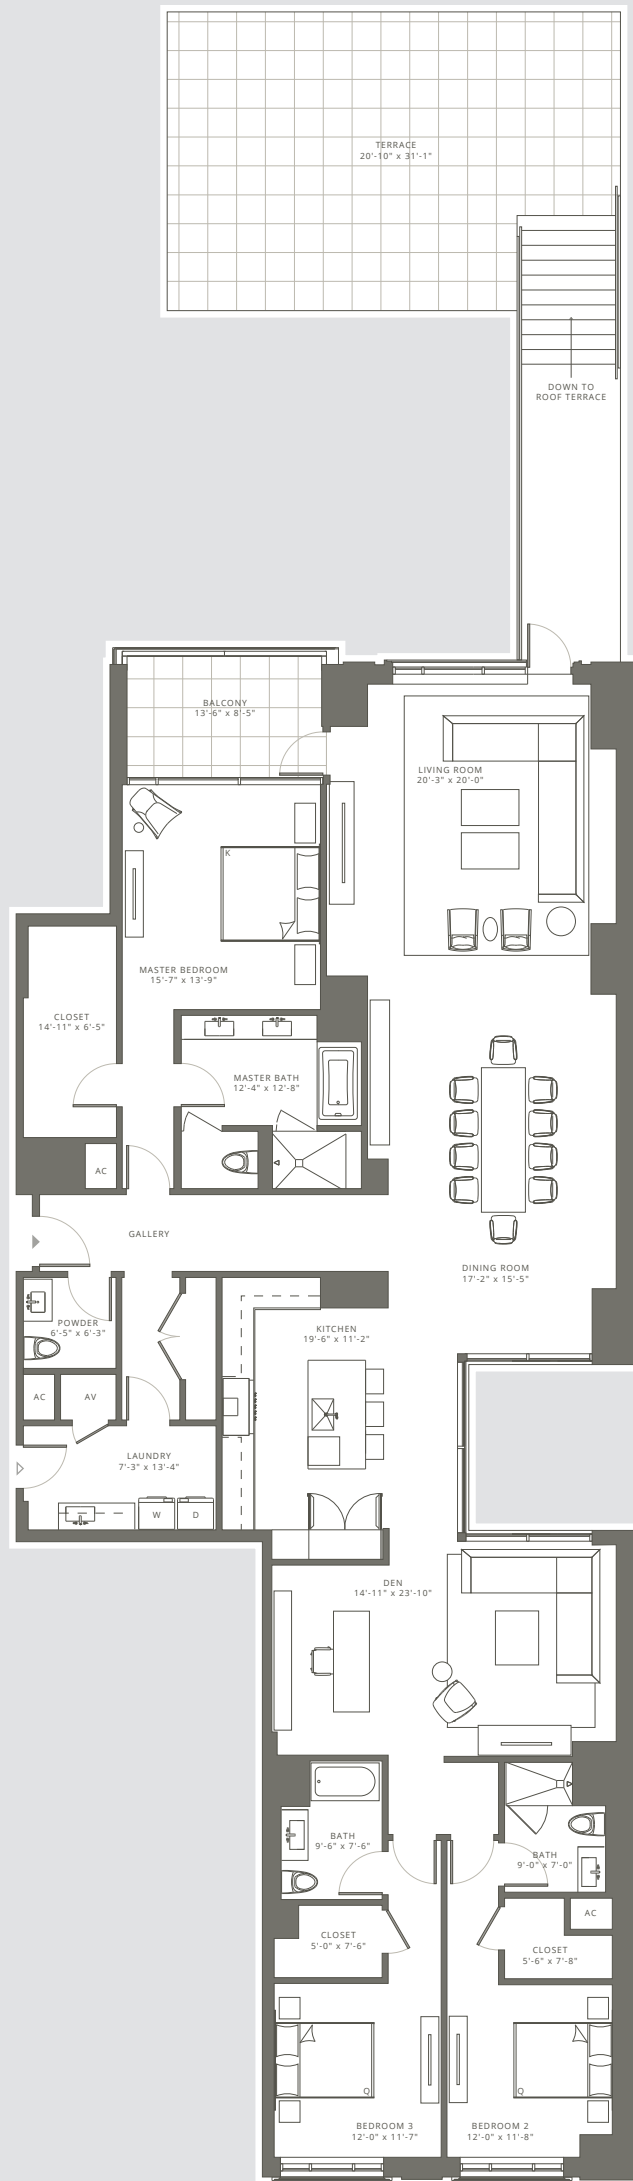 TERRACE
20'-10" x 31'-1"
DOWN TO
ROOF TERRACE
BALCONY
13'-6" x 8'-5"
LIVING ROOM
20'-3" x 20'-0"
K
MASTER BEDROOM
15'-7" x 13'-9"
CLOSET
14'-11" x 6'-5"
MASTER BATH
12'-4" x 12'-8"
AC
GALLERY
DINING ROOM
17'-2" x 15'-5"
POWDER
6'-5" x 6'-3"
KITCHEN
19'-6" x 11'-2"
AC
AV
LAUNDRY
7'-3" x 13'-4"
W
D
DEN
14'-11" x 23'-10"
BATH
9'-6" x 7'-6"
BATH
9'-0" x 7'-0"
AC
CLOSET
5'-0" x 7'-6"
CLOSET
5'-6" x 7'-8"
Q
Q
BEDROOM 3
12'-0" x 11'-7"
BEDROOM 2
12'-0" x 11'-8"